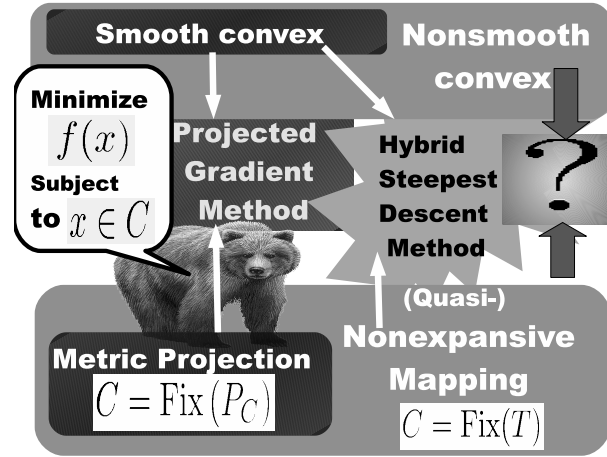 Smooth convex
Nonsmooth
convex
Minimize
f(x)
Subject
to x ∈ C
Projected
Gradient
Method
Hybrid
Steepest
Descent
Method
?
(Quasi-)
Nonexpansive
Mapping
C = Fix(T)
Metric Projection
C = Fix(P_C)